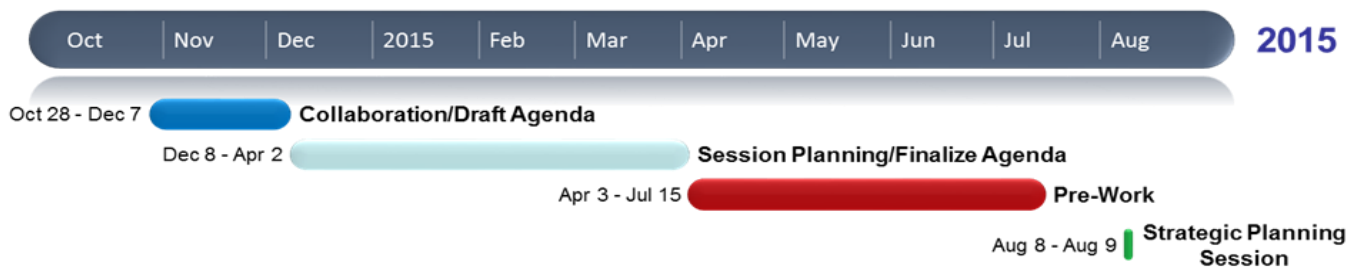 Oct Nov Dec 2015 Feb Mar Apr May Jun Jul Aug 2015
Oct 28 - Dec 7 Collaboration/Draft Agenda
Dec 8 - Apr 2 Session Planning/Finalize Agenda
Apr 3 - Jul 15 Pre-Work
Aug 8 - Aug 9 Strategic Planning
Session